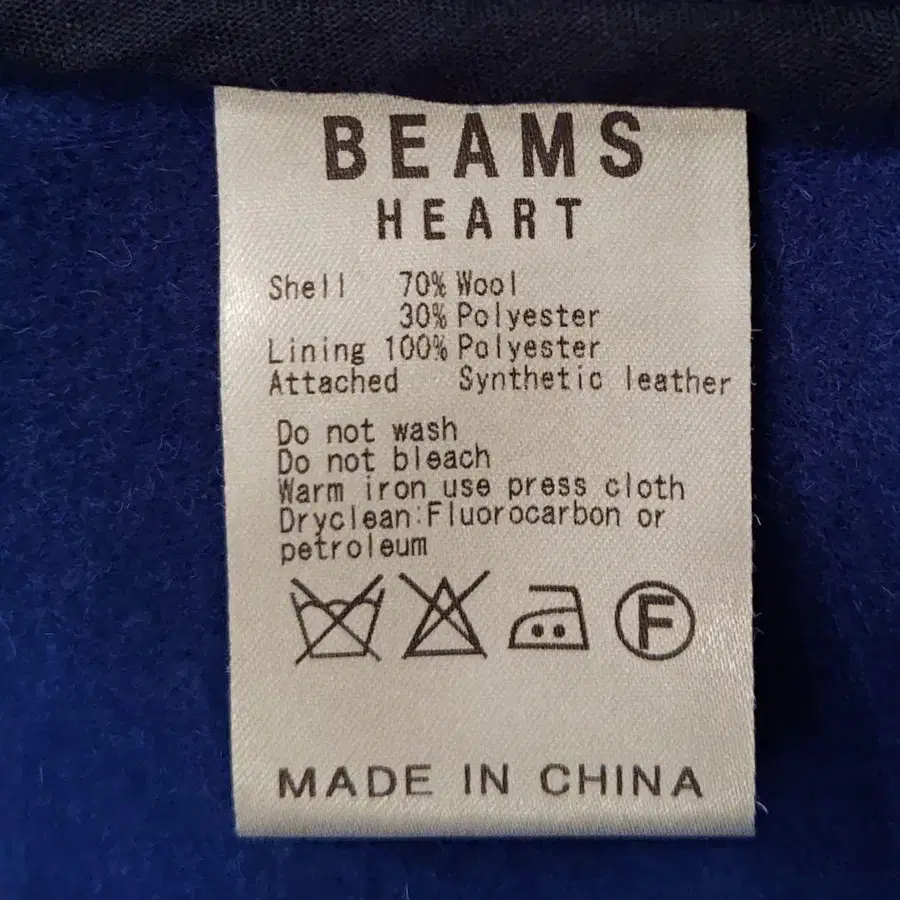 BEAMS
HEART
Shell 70% Wool
30% Polyester
Lining 100% Polyester
Attached Synthetic leather
Do not wash
Do not bleach
Warm iron use press cloth
Dryclean:Fluorocarbon or
petroleum
F
MADE IN CHINA